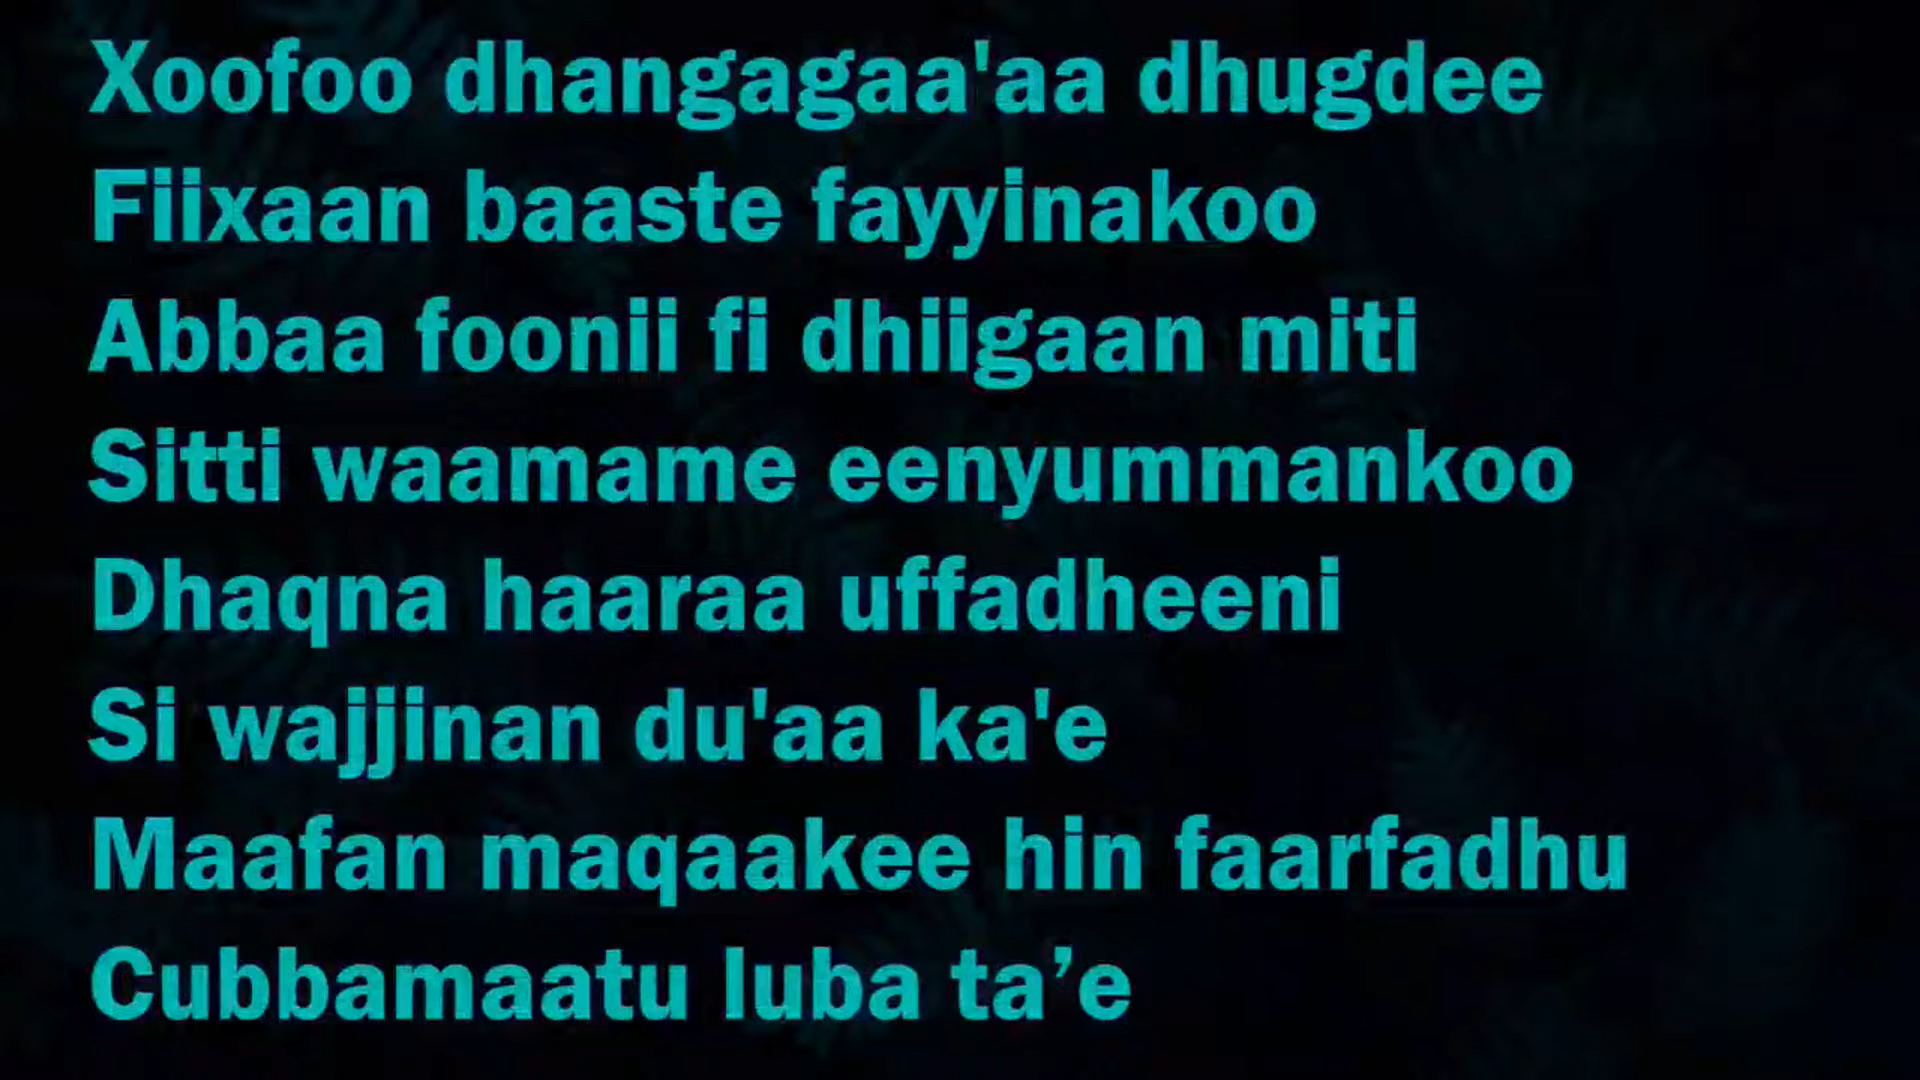 Xoofoo dhangagaa'aa dhugdee
Fiixaan baaste fayyinakoo
Abbaa foonii fi dhiigaan miti
Sitti waamame eenyummankoo
Dhaqna haaraa uffadheeni
Si wajjinan du'aa ka'e
Maafan maqaakee hin faarfadhu
Cubbamaatu luba ta’e